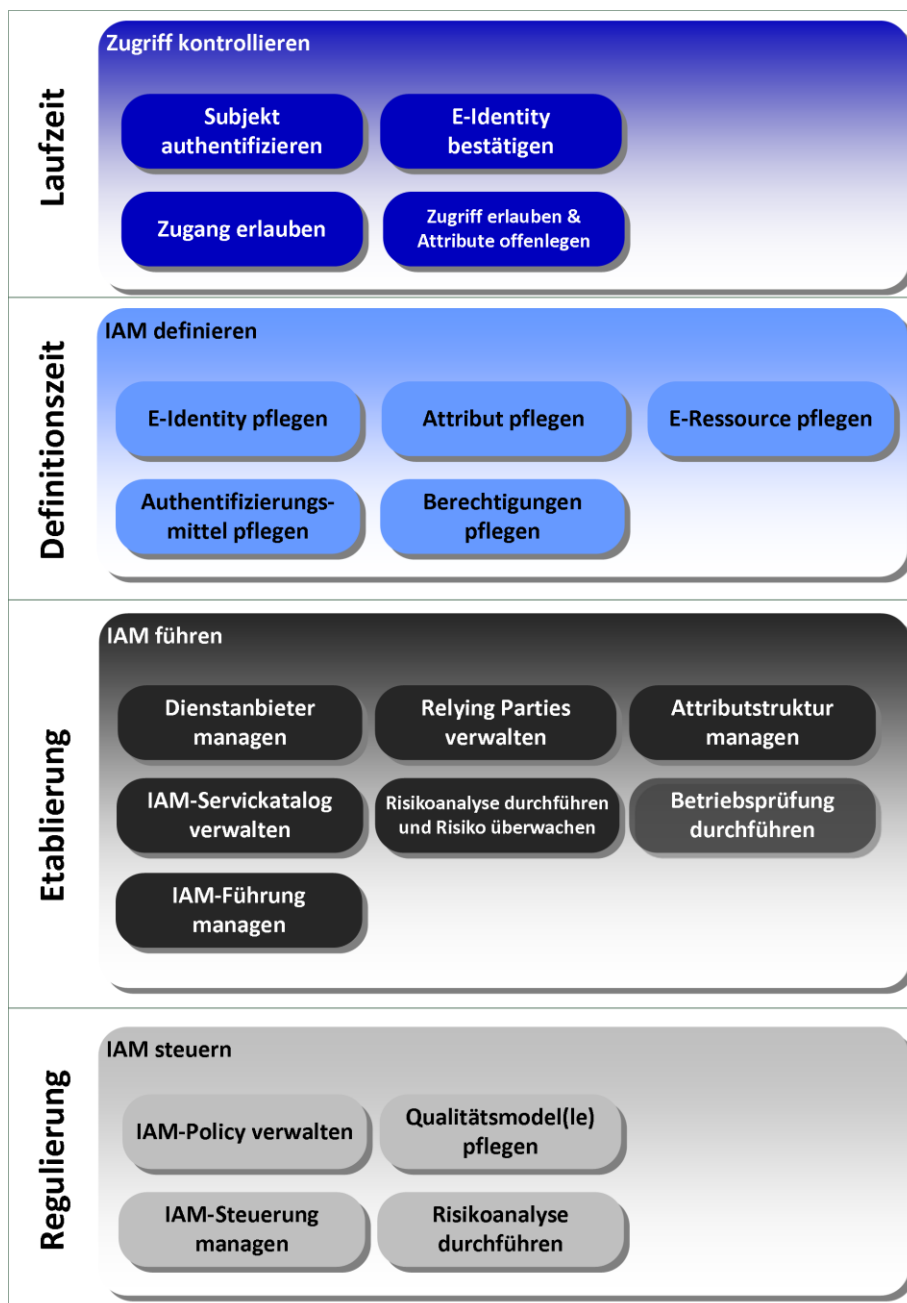 Laufzeit
Zugriff kontrollieren
Subjekt
authentifizieren
E-Identity
bestätigen
Zugang erlauben
Zugriff erlauben &
Attribute offenlegen
Definitionszeit
IAM definieren
E-Identity pflegen
Attribut pflegen
E-Ressource pflegen
Authentifizierungs-
mittel pflegen
Berechtigungen
pflegen
Etablierung
IAM führen
Dienstanbieter
managen
Relying Parties
verwalten
Attributstruktur
managen
IAM-Servickatalog
verwalten
Risikoanalyse durchführen
und Risiko überwachen
Betriebsprüfung
durchführen
IAM-Führung
managen
Regulierung
IAM steuern
IAM-Policy verwalten
Qualitätsmodel(le)
pflegen
IAM-Steuerung
managen
Risikoanalyse
durchführen